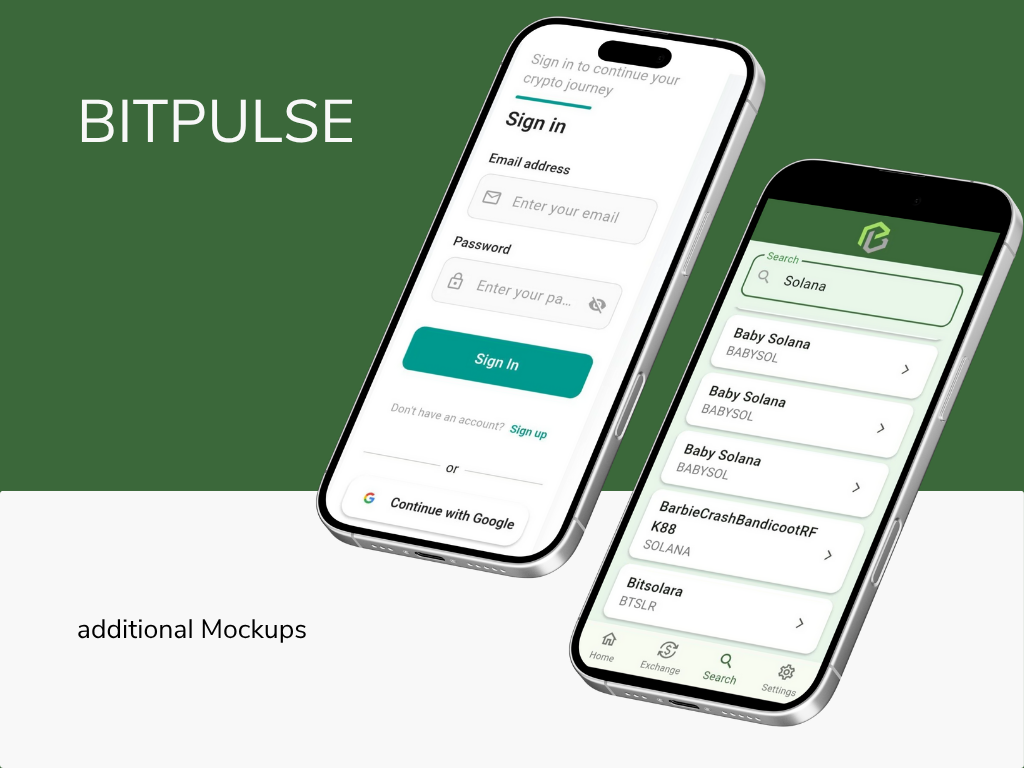 BITPULSE
additional Mockups
Sign in to continue your
crypto journey
Sign in
Email address
Enter your email
Password
Enter your pa...
Sign In
Don't have an account? Sign up
or
Continue with Google
Search
Solana
Baby Solana
BABYSOL
Baby Solana
BABYSOL
Baby Solana
BABYSOL
BarbieCrashBandicootRF
K88
SOLANA
Bitsolara
BTSLR
Home Exchange Search Settings